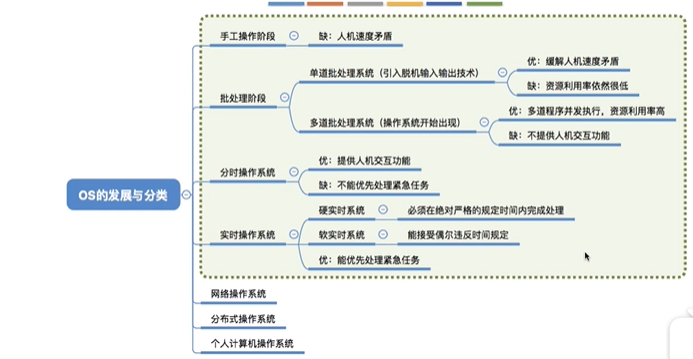 OS的发展与分类
手工操作阶段
缺：人机速度矛盾
批处理阶段
单道批处理系统（引入脱机输入输出技术）
优：缓解人机速度矛盾
缺：资源利用率依然很低
多道批处理系统（操作系统开始出现）
优：多道程序并发执行，资源利用率高
缺：不提供人机交互功能
分时操作系统
优：提供人机交互功能
缺：不能优先处理紧急任务
实时操作系统
硬实时系统
必须在绝对严格的规定时间内完成处理
软实时系统
能接受偶尔违反时间规定
优：能优先处理紧急任务
网络操作系统
分布式操作系统
个人计算机操作系统